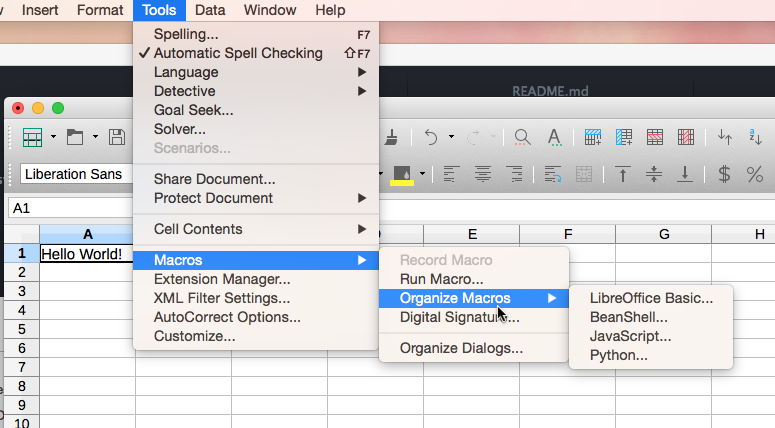 Insert Format Tools Data Window Help
Spelling... F7
✓ Automatic Spell Checking ⇧F7
Language
Detective
Goal Seek...
Solver...
Scenarios...
Share Document...
Protect Document
Cell Contents
Macros
Extension Manager...
XML Filter Settings...
AutoCorrect Options...
Customize...
README.md
Liberation Sans
A1
A E F G H
1 Hello World!
2
3
4
5
6
7
8
9
10
Record Macro
Run Macro...
Organize Macros
Digital Signature...
Organize Dialogs...
LibreOffice Basic...
BeanShell...
JavaScript...
Python...